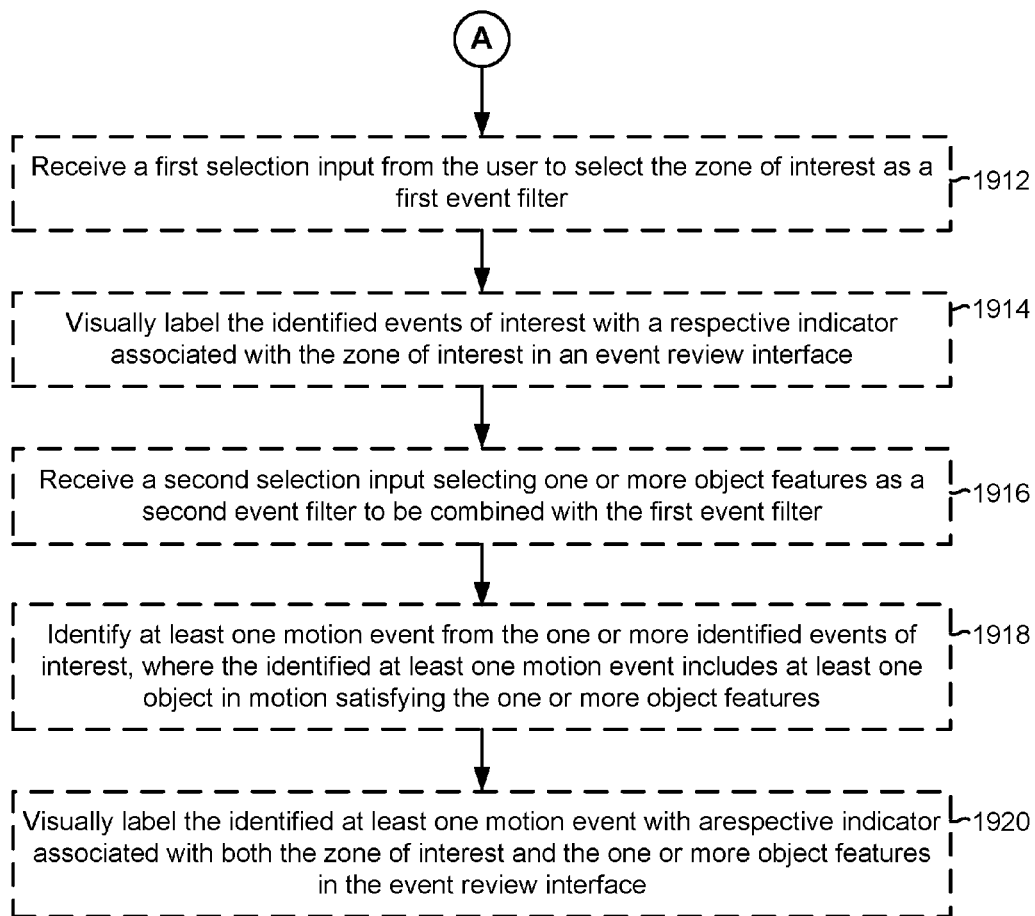 A
Receive a first selection input from the user to select the zone of interest as a
first event filter
1912
Visually label the identified events of interest with a respective indicator
associated with the zone of interest in an event review interface
1914
Receive a second selection input selecting one or more object features as a
second event filter to be combined with the first event filter
1916
Identify at least one motion event from the one or more identified events of
interest, where the identified at least one motion event includes at least one
object in motion satisfying the one or more object features
1918
Visually label the identified at least one motion event with arespective indicator
associated with both the zone of interest and the one or more object features
in the event review interface
1920